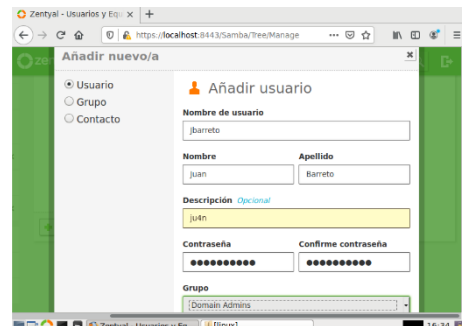 Zentyal - Usuarios y Equ
https://localhost:8443/Samba/Tree/Manage
Añadir nuevo/a
Usuario
Grupo
Contacto
Añadir usuario
Nombre de usuario
Jbarreto
Nombre
Apellido
Juan
Barreto
Descripción Opcional
ju4n
Contraseña
Confirme contraseña
Grupo
Domain Admins
Zentyal - Usuarios y Eq...
[linux]
16:34